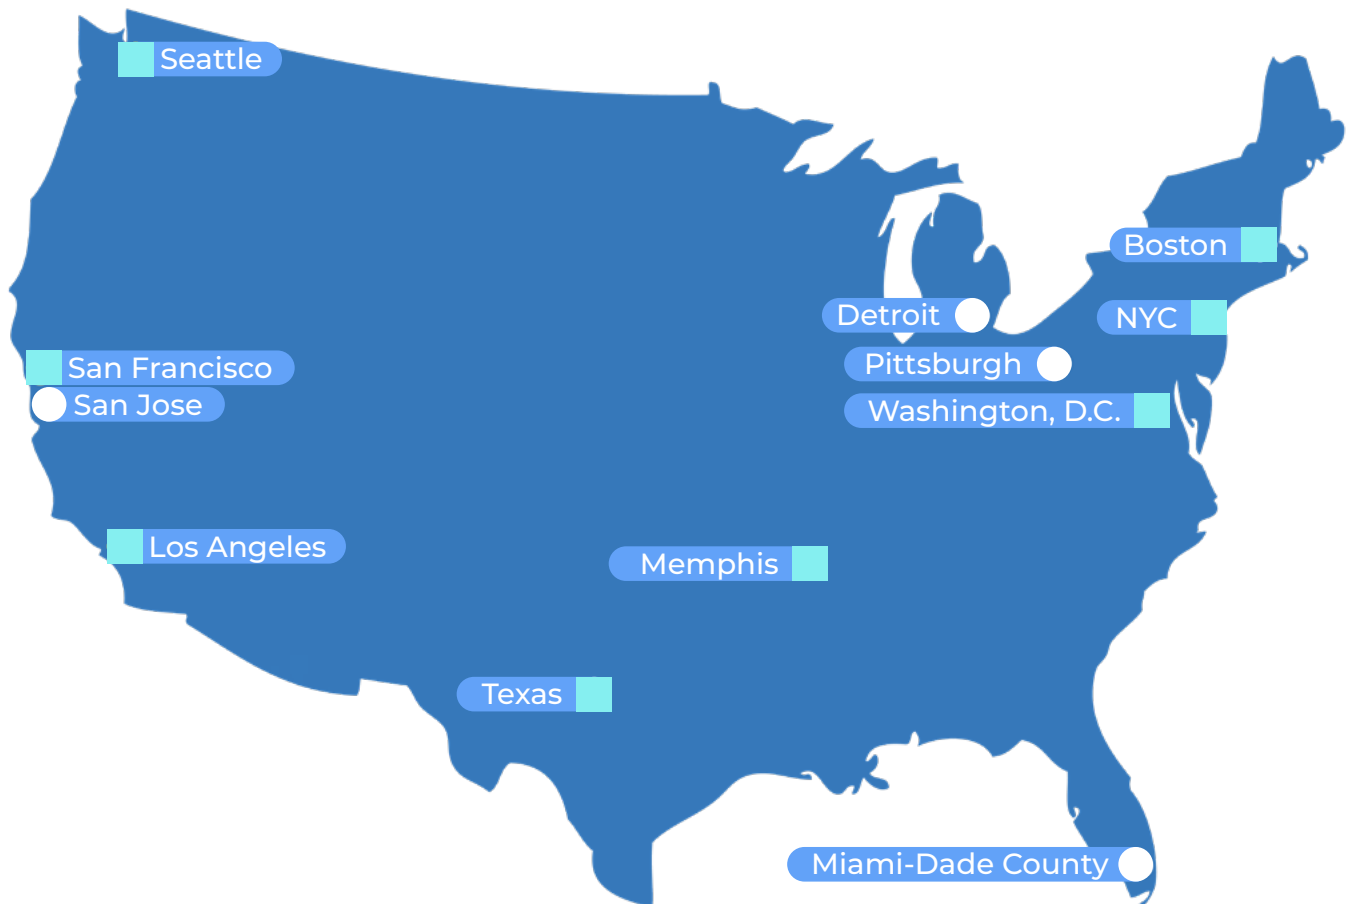 Seattle
Boston
Detroit
NYC
Pittsburgh
San Francisco
San Jose
Washington, D.C.
Los Angeles
Memphis
Texas
Miami-Dade County